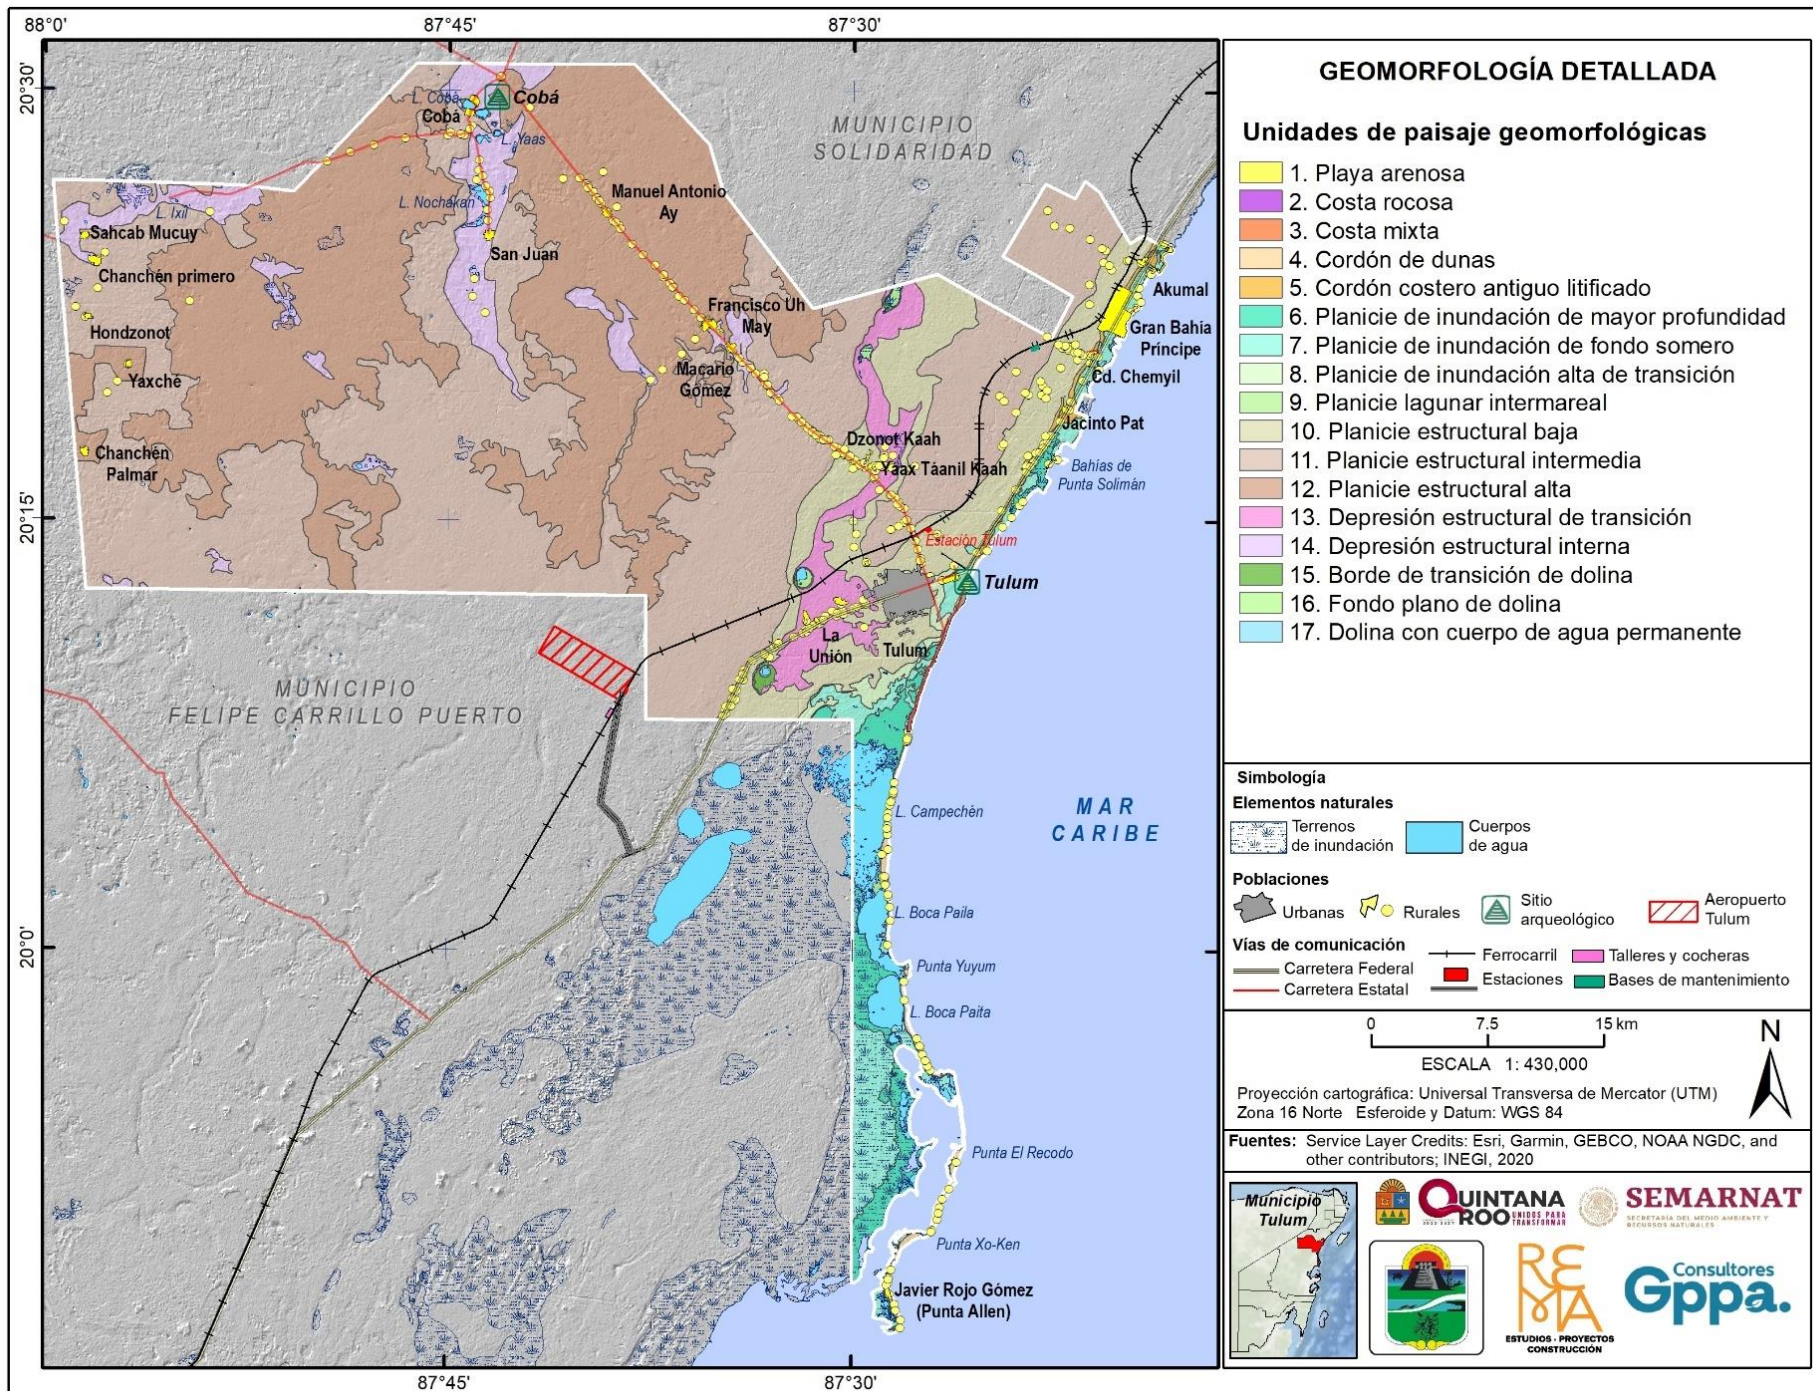 88°0'
87°45'
87°30'
20°30'
20°15'
20°0'
87°45'
87°30'
MUNICIPIO
SOLIDARIDAD
L. Cobá
Cobá
Cobá
L. Yaas
Manuel Antonio
Ay
L. Nochakan
L. Ixil
Sahcab Mucuy
San Juan
Chanchén primero
Hondzonot
Francisco Uh
May
Akumal
Gran Bahía
Príncipe
Yaxché
Macario
Gómez
Cd. Chemyil
Jacinto Pat
Chanchén
Palmar
Dzonot Kaah
Yáax Táanil Kaah
Bahías de
Punta Solimán
Estación Tulum
Tulum
La
Unión
Tulum
MUNICIPIO
FELIPE CARRILLO PUERTO
MAR
CARIBE
L. Campechén
L. Boca Paila
Punta Yuyum
L. Boca Paita
Punta El Recodo
Punta Xo-Ken
Javier Rojo Gómez
(Punta Allen)
GEOMORFOLOGÍA DETALLADA
Unidades de paisaje geomorfológicas
1. Playa arenosa
2. Costa rocosa
3. Costa mixta
4. Cordón de dunas
5. Cordón costero antiguo litificado
6. Planicie de inundación de mayor profundidad
7. Planicie de inundación de fondo somero
8. Planicie de inundación alta de transición
9. Planicie lagunar intermareal
10. Planicie estructural baja
11. Planicie estructural intermedia
12. Planicie estructural alta
13. Depresión estructural de transición
14. Depresión estructural interna
15. Borde de transición de dolina
16. Fondo plano de dolina
17. Dolina con cuerpo de agua permanente
Simbología
Elementos naturales
Terrenos
de inundación
Cuerpos
de agua
Poblaciones
Urbanas
Rurales
Sitio
arqueológico
Aeropuerto
Tulum
Vías de comunicación
Carretera Federal
Carretera Estatal
Ferrocarril
Estaciones
Talleres y cocheras
Bases de mantenimiento
0 7.5 15 km
ESCALA 1: 430,000
N
Proyección cartográfica: Universal Transversa de Mercator (UTM)
Zona 16 Norte Esferoide y Datum: WGS 84
Fuentes: Service Layer Credits: Esri, Garmin, GEBCO, NOAA NGDC, and
other contributors; INEGI, 2020
Municipio
Tulum
QUINTANA
ROO
UNIDOS PARA
TRANSFORMAR
SEMARNAT
SECRETARÍA DEL MEDIO AMBIENTE Y
RECURSOS NATURALES
REMA
ESTUDIOS · PROYECTOS
CONSTRUCCIÓN
Consultores
Gppa.